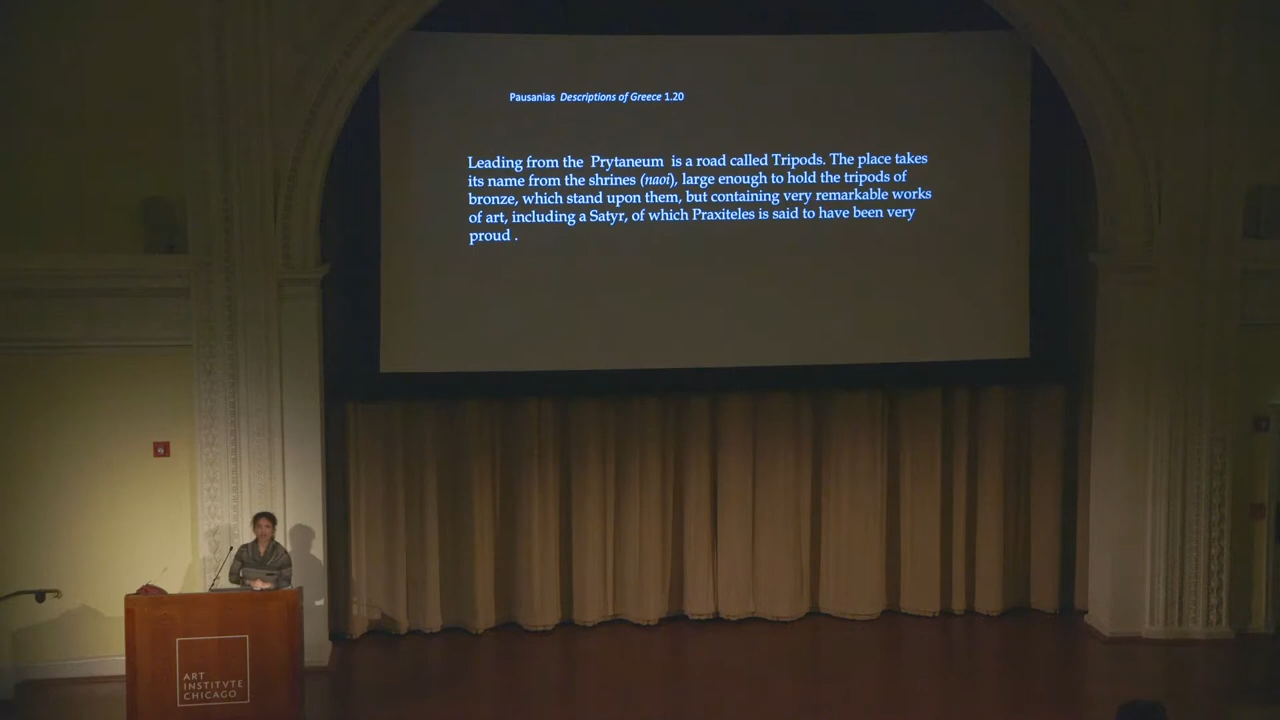 Pausanias Descriptions of Greece 1.20
Leading from the Prytaneum is a road called Tripods. The place takes
its name from the shrines (naoi), large enough to hold the tripods of
bronze, which stand upon them, but containing very remarkable works
of art, including a Satyr, of which Praxiteles is said to have been very
proud .
ART
INSTITVTE
CHICAGO